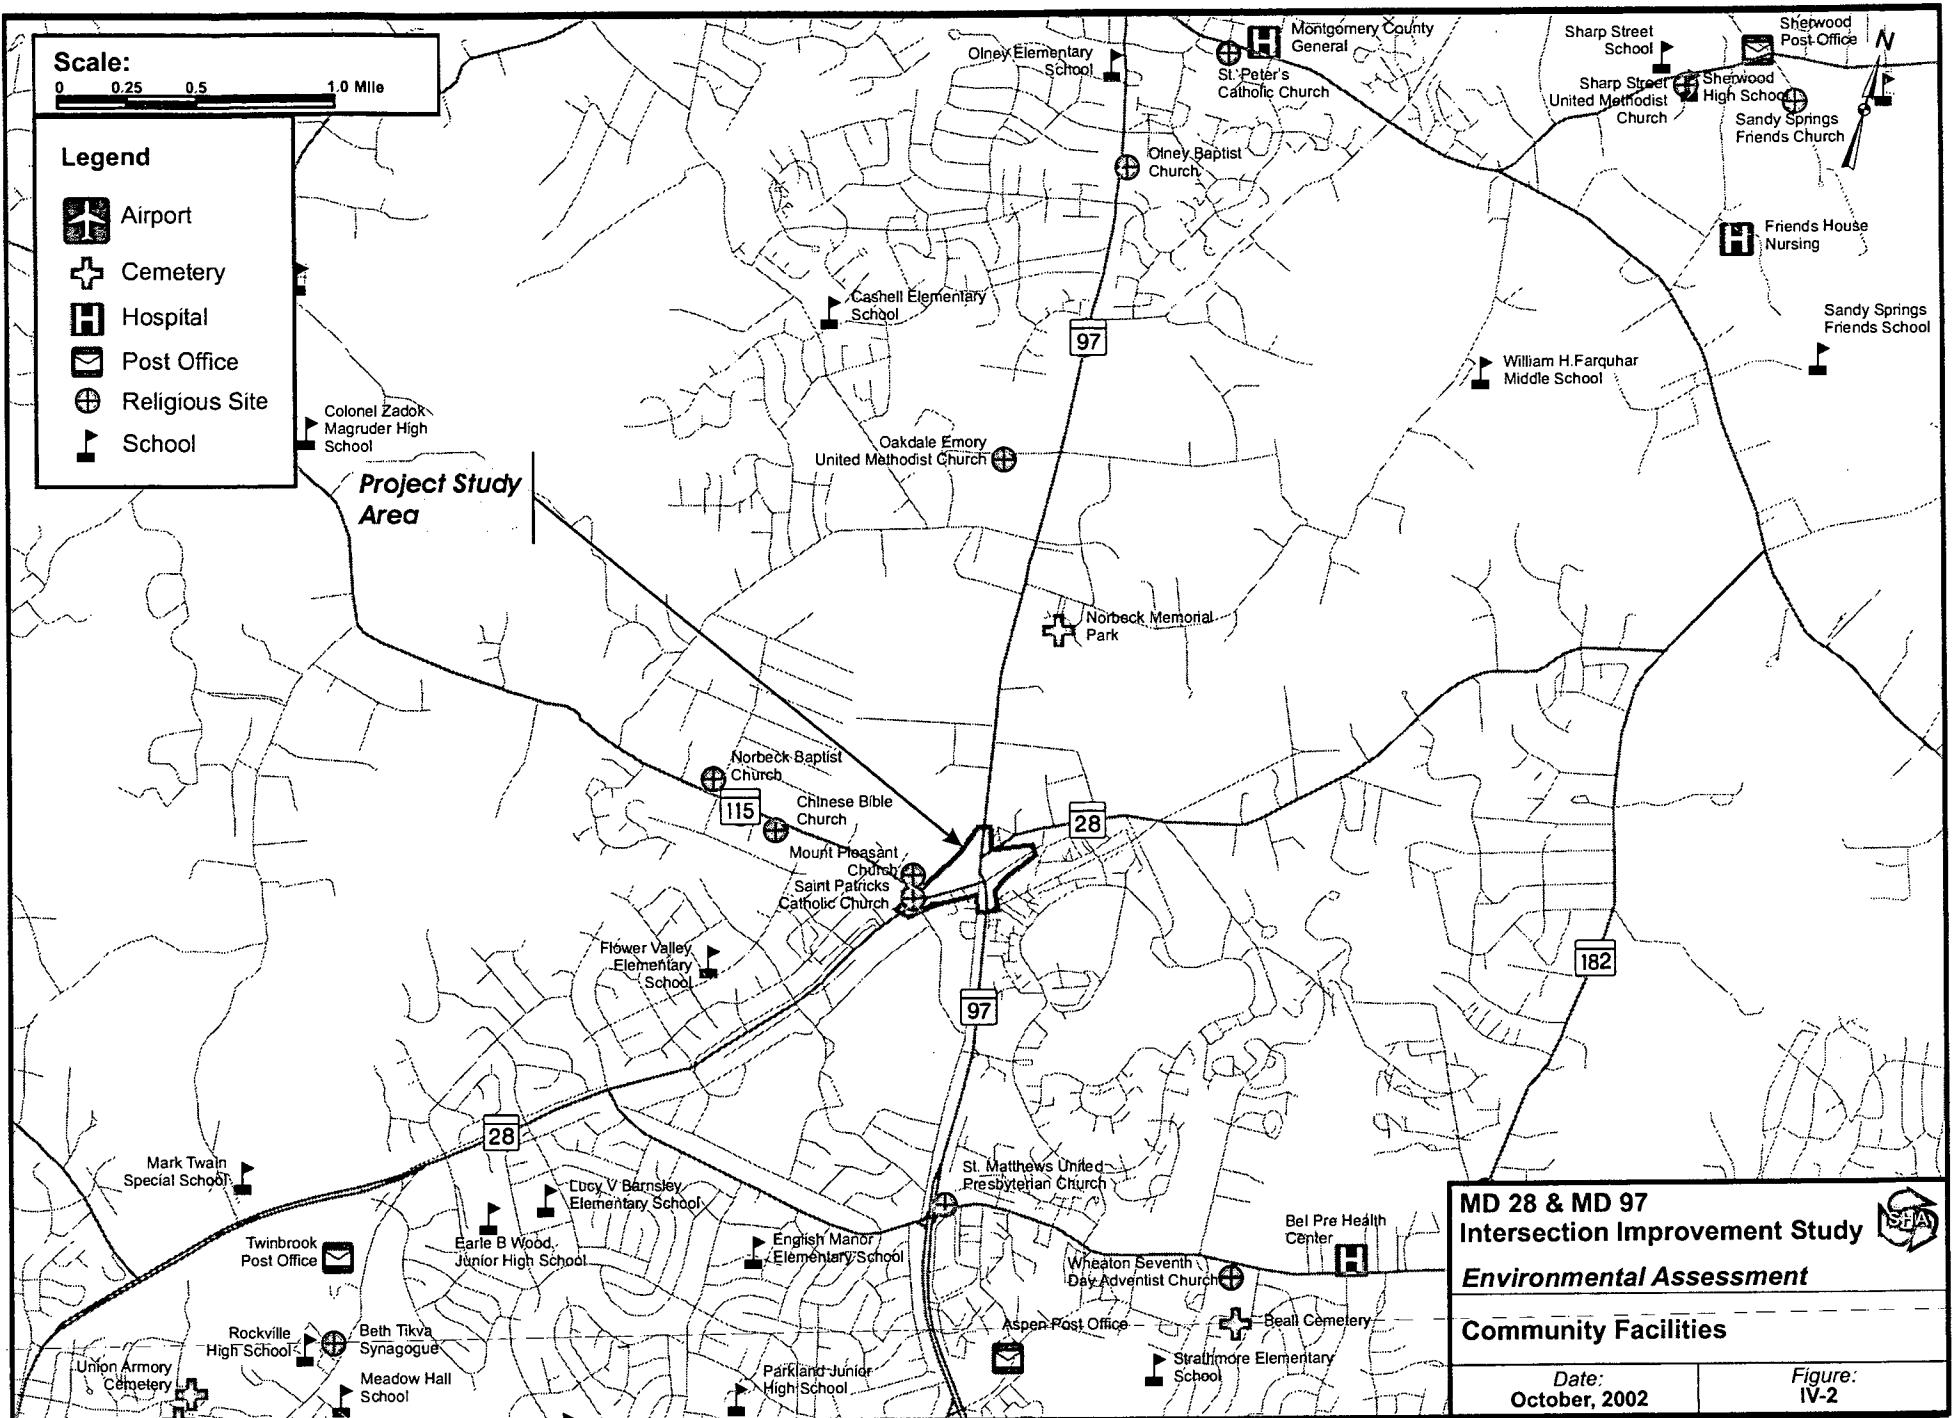 Scale:
0 0.25 0.5 1.0 Mile
Legend
Airport
Cemetery
Hospital
Post Office
Religious Site
School
Olney Elementary
School
Montgomery County
General
St. Peter's
Catholic Church
Sharp Street
School
Sherwood
Post Office
N
Sharp Street
United Methodist
Church
Sherwood
High School
Sandy Springs
Friends Church
Olney Baptist
Church
Friends House
Nursing
Cashell Elementary
School
97
Sandy Springs
Friends School
William H.Farquhar
Middle School
Colonel Zadok
Magruder High
School
Oakdale Emory
United Methodist Church
Project Study
Area
Norbeck Memorial
Park
Norbeck Baptist
Church
115
Chinese Bible
Church
28
Mount Pleasant
Church
Saint Patricks
Catholic Church
Flower Valley
Elementary
School
182
97
28
Mark Twain
Special School
St. Matthews United
Presbyterian Church
Lucy V Barnsley
Elementary School
Earle B Wood
Junior High School
Twinbrook
Post Office
English Manor
Elementary School
Bel Pre Health
Center
Wheaton Seventh
Day Adventist Church
Aspen Post Office
Beall Cemetery
Rockville
High School
Beth Tikva
Synagogue
Union Armory
Cemetery
Meadow Hall
School
Parkland Junior
High School
Strathmore Elementary
School
MD 28 & MD 97
Intersection Improvement Study
SHA
Environmental Assessment
Community Facilities
Date:
October, 2002
Figure:
IV-2